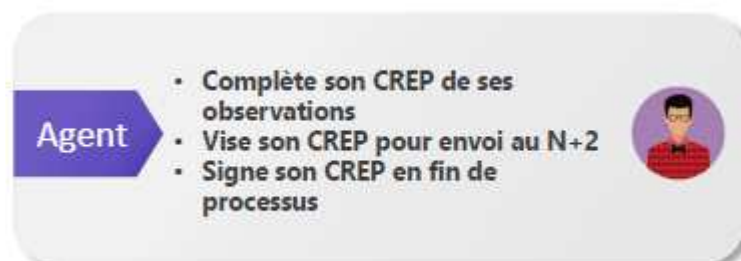 Agent
• Complète son CREP de ses
observations
• Vise son CREP pour envoi au N+2
• Signe son CREP en fin de
processus